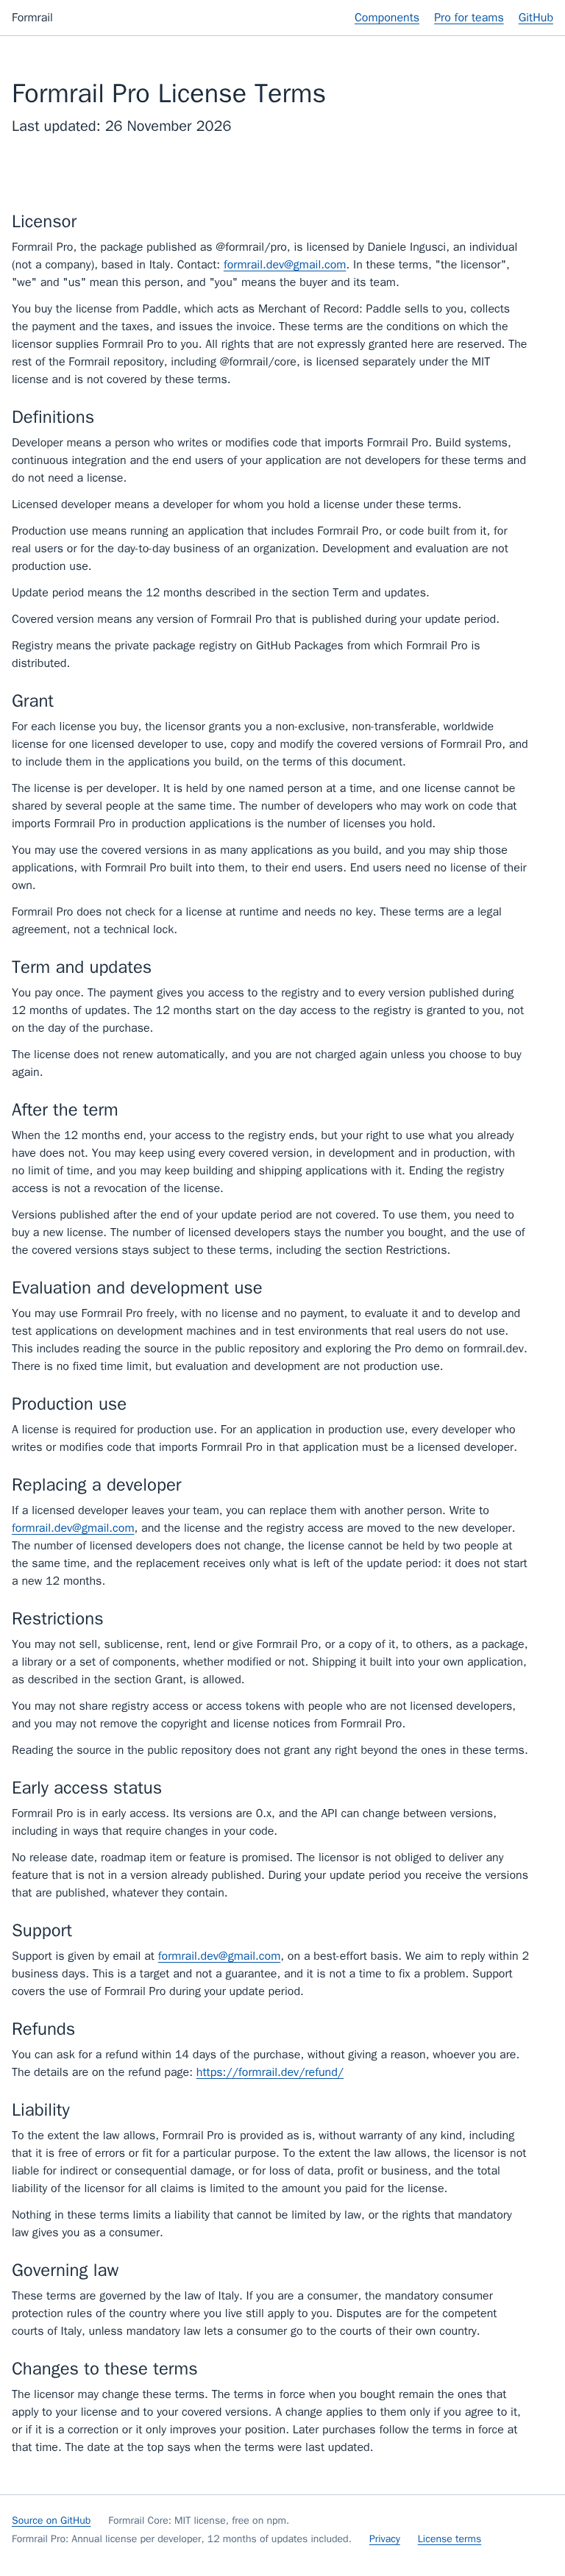 Formrail
Components Pro for teams GitHub
Formrail Pro License Terms
Last updated: 26 November 2026
Licensor
Formrail Pro, the package published as @formrail/pro, is licensed by Daniele Ingusci, an individual
(not a company), based in Italy. Contact: formrail.dev@gmail.com. In these terms, "the licensor",
"we" and "us" mean this person, and "you" means the buyer and its team.
You buy the license from Paddle, which acts as Merchant of Record: Paddle sells to you, collects
the payment and the taxes, and issues the invoice. These terms are the conditions on which the
licensor supplies Formrail Pro to you. All rights that are not expressly granted here are reserved. The
rest of the Formrail repository, including @formrail/core, is licensed separately under the MIT
license and is not covered by these terms.
Definitions
Developer means a person who writes or modifies code that imports Formrail Pro. Build systems,
continuous integration and the end users of your application are not developers for these terms and
do not need a license.
Licensed developer means a developer for whom you hold a license under these terms.
Production use means running an application that includes Formrail Pro, or code built from it, for
real users or for the day-to-day business of an organization. Development and evaluation are not
production use.
Update period means the 12 months described in the section Term and updates.
Covered version means any version of Formrail Pro that is published during your update period.
Registry means the private package registry on GitHub Packages from which Formrail Pro is
distributed.
Grant
For each license you buy, the licensor grants you a non-exclusive, non-transferable, worldwide
license for one licensed developer to use, copy and modify the covered versions of Formrail Pro, and
to include them in the applications you build, on the terms of this document.
The license is per developer. It is held by one named person at a time, and one license cannot be
shared by several people at the same time. The number of developers who may work on code that
imports Formrail Pro in production applications is the number of licenses you hold.
You may use the covered versions in as many applications as you build, and you may ship those
applications, with Formrail Pro built into them, to their end users. End users need no license of their
own.
Formrail Pro does not check for a license at runtime and needs no key. These terms are a legal
agreement, not a technical lock.
Term and updates
You pay once. The payment gives you access to the registry and to every version published during
12 months of updates. The 12 months start on the day access to the registry is granted to you, not
on the day of the purchase.
The license does not renew automatically, and you are not charged again unless you choose to buy
again.
After the term
When the 12 months end, your access to the registry ends, but your right to use what you already
have does not. You may keep using every covered version, in development and in production, with
no limit of time, and you may keep building and shipping applications with it. Ending the registry
access is not a revocation of the license.
Versions published after the end of your update period are not covered. To use them, you need to
buy a new license. The number of licensed developers stays the number you bought, and the use of
the covered versions stays subject to these terms, including the section Restrictions.
Evaluation and development use
You may use Formrail Pro freely, with no license and no payment, to evaluate it and to develop and
test applications on development machines and in test environments that real users do not use.
This includes reading the source in the public repository and exploring the Pro demo on formrail.dev.
There is no fixed time limit, but evaluation and development are not production use.
Production use
A license is required for production use. For an application in production use, every developer who
writes or modifies code that imports Formrail Pro in that application must be a licensed developer.
Replacing a developer
If a licensed developer leaves your team, you can replace them with another person. Write to
formrail.dev@gmail.com, and the license and the registry access are moved to the new developer.
The number of licensed developers does not change, the license cannot be held by two people at
the same time, and the replacement receives only what is left of the update period: it does not start
a new 12 months.
Restrictions
You may not sell, sublicense, rent, lend or give Formrail Pro, or a copy of it, to others, as a package,
a library or a set of components, whether modified or not. Shipping it built into your own application,
as described in the section Grant, is allowed.
You may not share registry access or access tokens with people who are not licensed developers,
and you may not remove the copyright and license notices from Formrail Pro.
Reading the source in the public repository does not grant any right beyond the ones in these terms.
Early access status
Formrail Pro is in early access. Its versions are 0.x, and the API can change between versions,
including in ways that require changes in your code.
No release date, roadmap item or feature is promised. The licensor is not obliged to deliver any
feature that is not in a version already published. During your update period you receive the versions
that are published, whatever they contain.
Support
Support is given by email at formrail.dev@gmail.com, on a best-effort basis. We aim to reply within 2
business days. This is a target and not a guarantee, and it is not a time to fix a problem. Support
covers the use of Formrail Pro during your update period.
Refunds
You can ask for a refund within 14 days of the purchase, without giving a reason, whoever you are.
The details are on the refund page: https://formrail.dev/refund/
Liability
To the extent the law allows, Formrail Pro is provided as is, without warranty of any kind, including
that it is free of errors or fit for a particular purpose. To the extent the law allows, the licensor is not
liable for indirect or consequential damage, or for loss of data, profit or business, and the total
liability of the licensor for all claims is limited to the amount you paid for the license.
Nothing in these terms limits a liability that cannot be limited by law, or the rights that mandatory
law gives you as a consumer.
Governing law
These terms are governed by the law of Italy. If you are a consumer, the mandatory consumer
protection rules of the country where you live still apply to you. Disputes are for the competent
courts of Italy, unless mandatory law lets a consumer go to the courts of their own country.
Changes to these terms
The licensor may change these terms. The terms in force when you bought remain the ones that
apply to your license and to your covered versions. A change applies to them only if you agree to it,
or if it is a correction or it only improves your position. Later purchases follow the terms in force at
that time. The date at the top says when the terms were last updated.
Source on GitHub Formrail Core: MIT license, free on npm.
Formrail Pro: Annual license per developer, 12 months of updates included. Privacy License terms